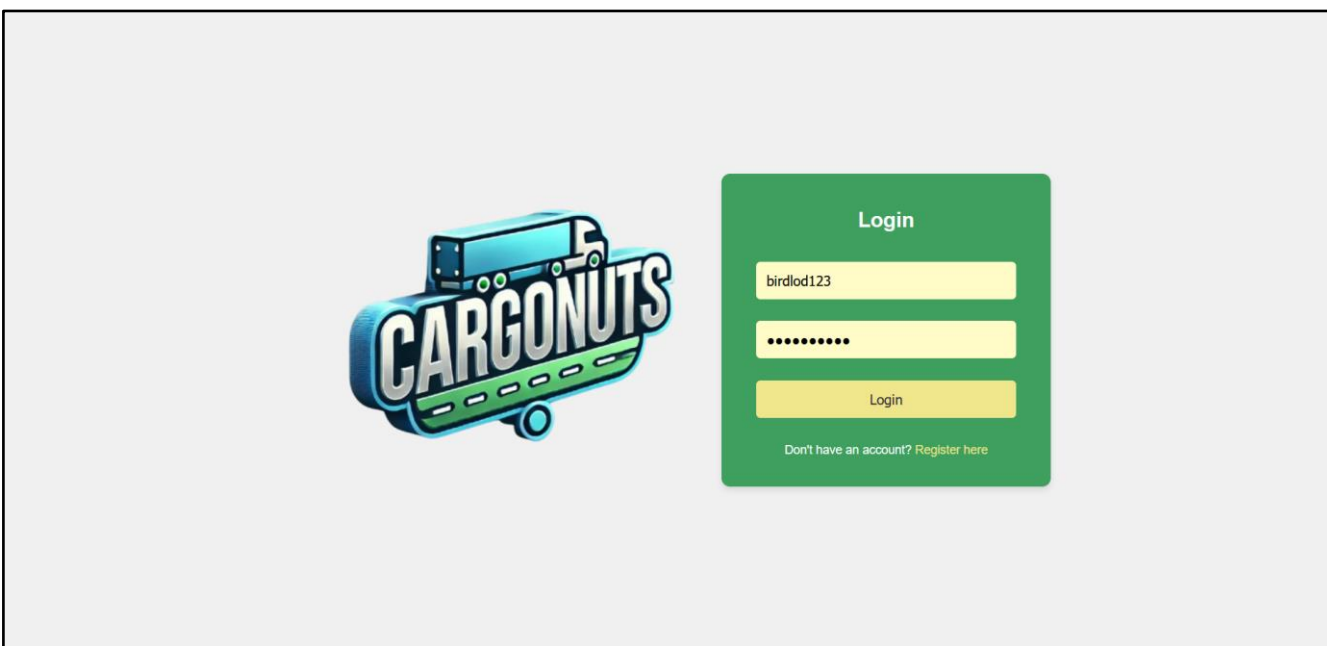 CARGONUTS
Login
birdlod123
••••••••••
Login
Don't have an account? Register here